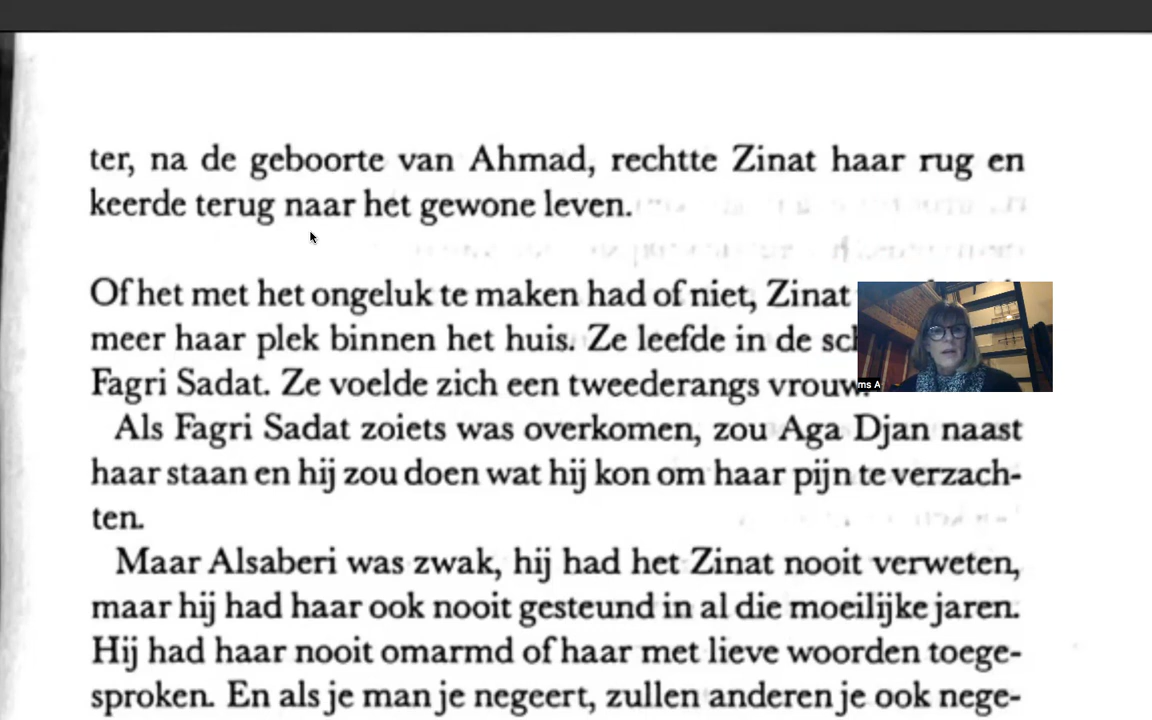 ter, na de geboorte van Ahmad, rechtte Zinat haar rug en
keerde terug naar het gewone leven.
Of het met het ongeluk te maken had of niet, Zinat
meer haar plek binnen het huis. Ze leefde in de
Fagri Sadat. Ze voelde zich een tweederangs vrouw.
Als Fagri Sadat zoiets was overkomen, zou Aga Djan naast
haar staan en hij zou doen wat hij kon om haar pijn te verzach-
ten.
Maar Alsaberi was zwak, hij had het Zinat nooit verweten,
maar hij had haar ook nooit gesteund in al die moeilijke jaren.
Hij had haar nooit omarmd of haar met lieve woorden toege-
sproken. En als je man je negeert, zullen anderen je ook nege-
ms A